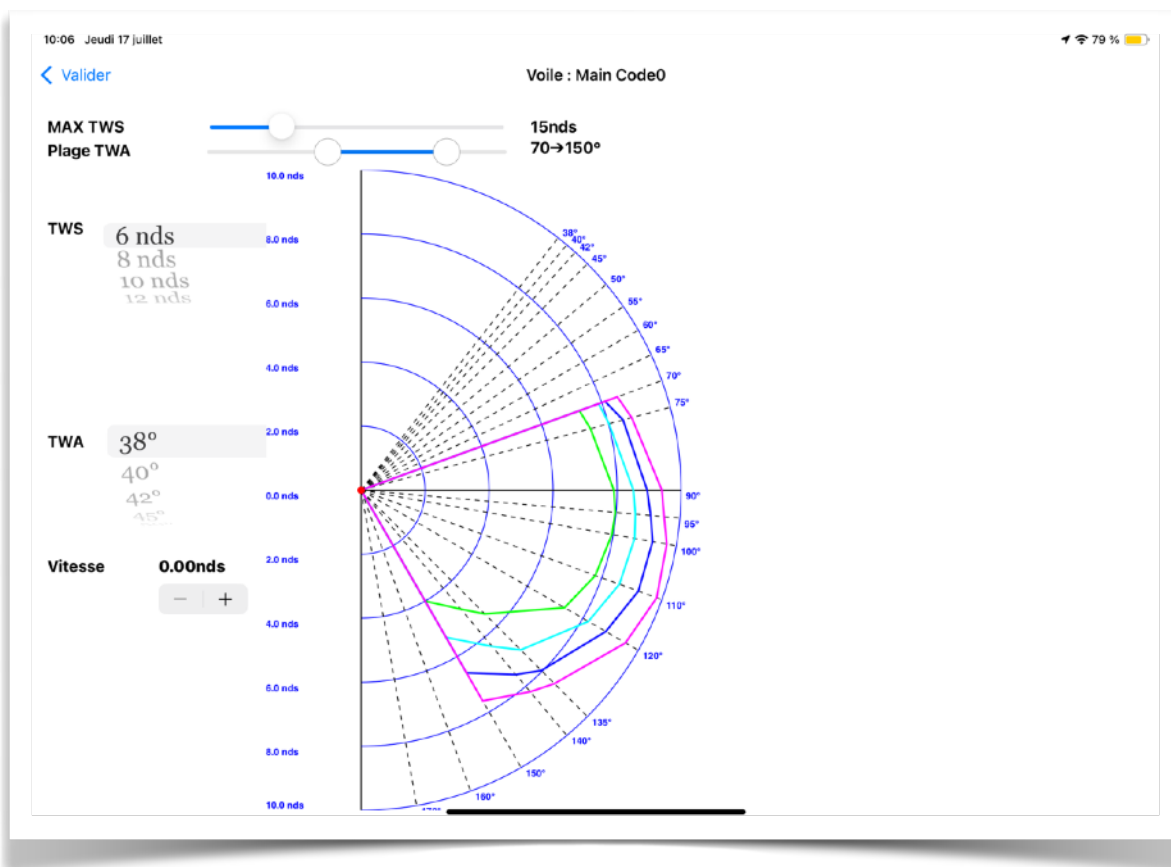 10:06 Jeudi 17 juillet
79 %
Valider
Voile : Main Code0
MAX TWS
15nds
Plage TWA
70→150°
10.0 nds
8.0 nds
6.0 nds
4.0 nds
2.0 nds
0.0 nds
2.0 nds
4.0 nds
6.0 nds
8.0 nds
10.0 nds
TWS
6 nds
8 nds
10 nds
12 nds
TWA
38°
40°
42°
45°
Vitesse
0.00nds
− +
38°
40°
42°
45°
50°
55°
60°
65°
70°
75°
90°
95°
100°
110°
120°
135°
140°
150°
160°